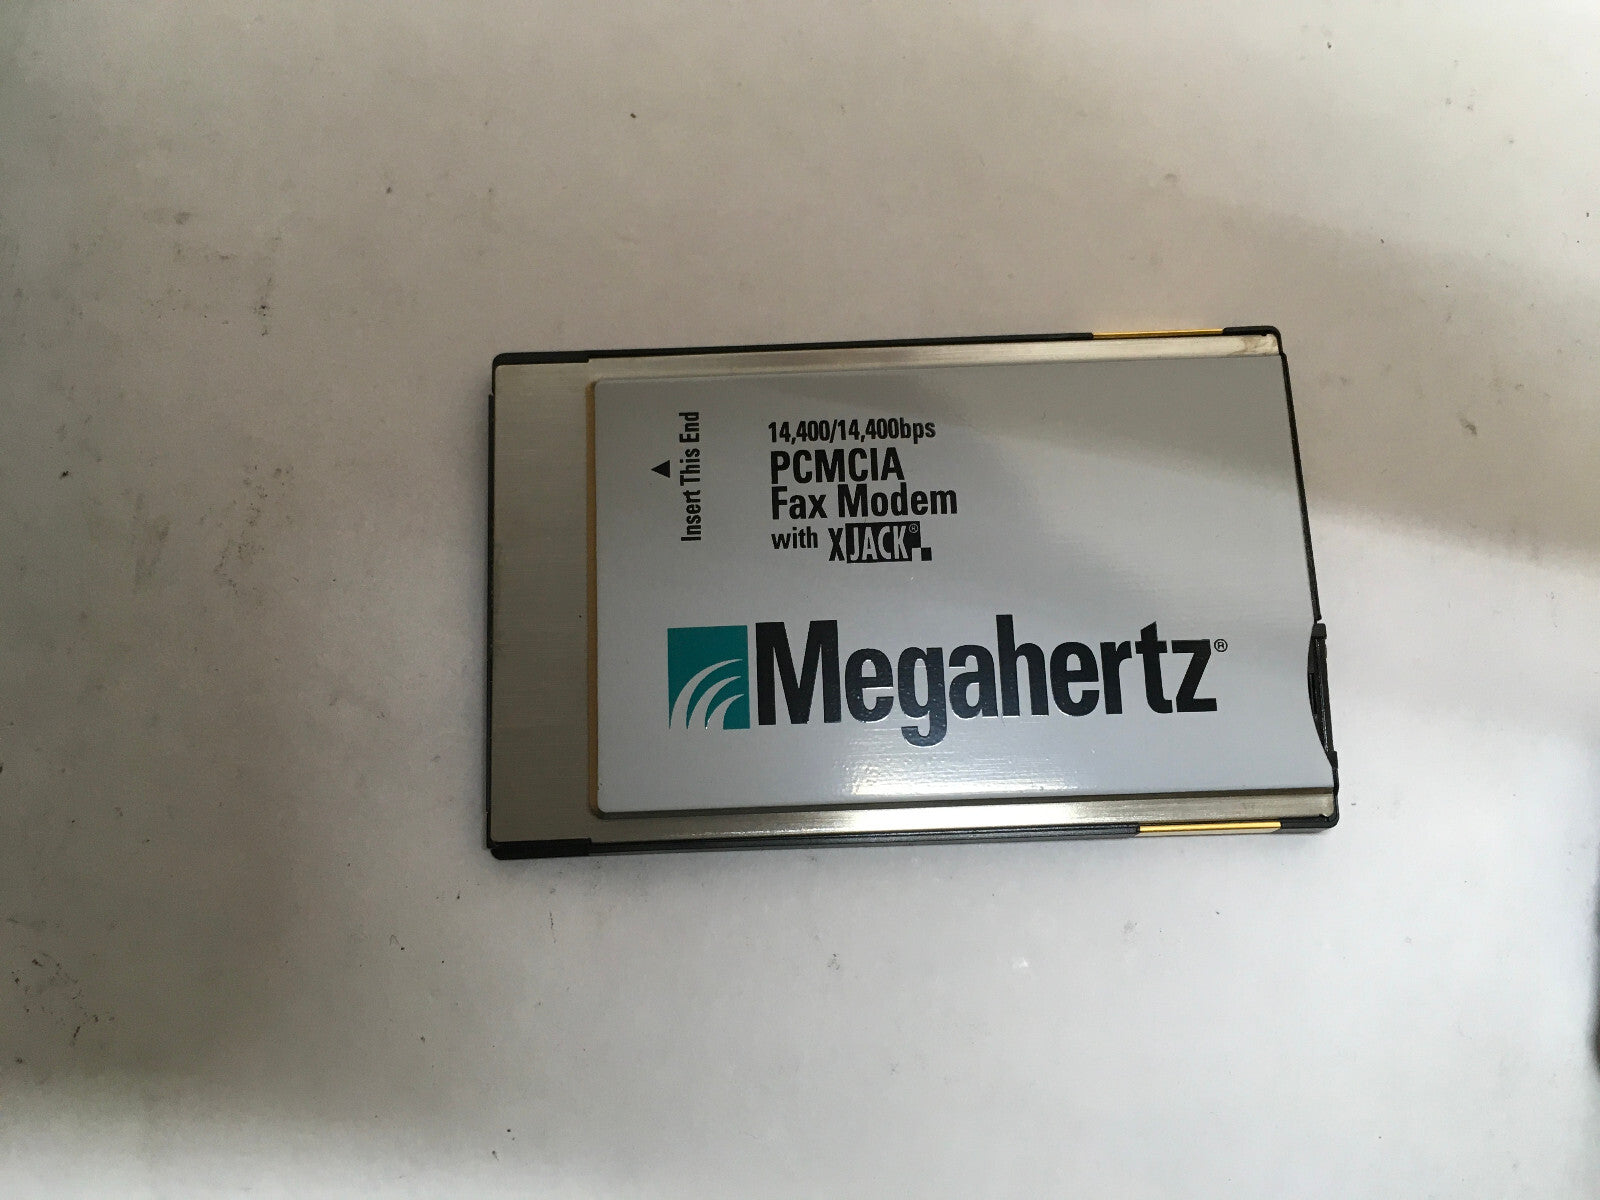 Insert This End
14,400/14,400bps
PCMCIA
Fax Modem
with XJACK®
Megahertz®